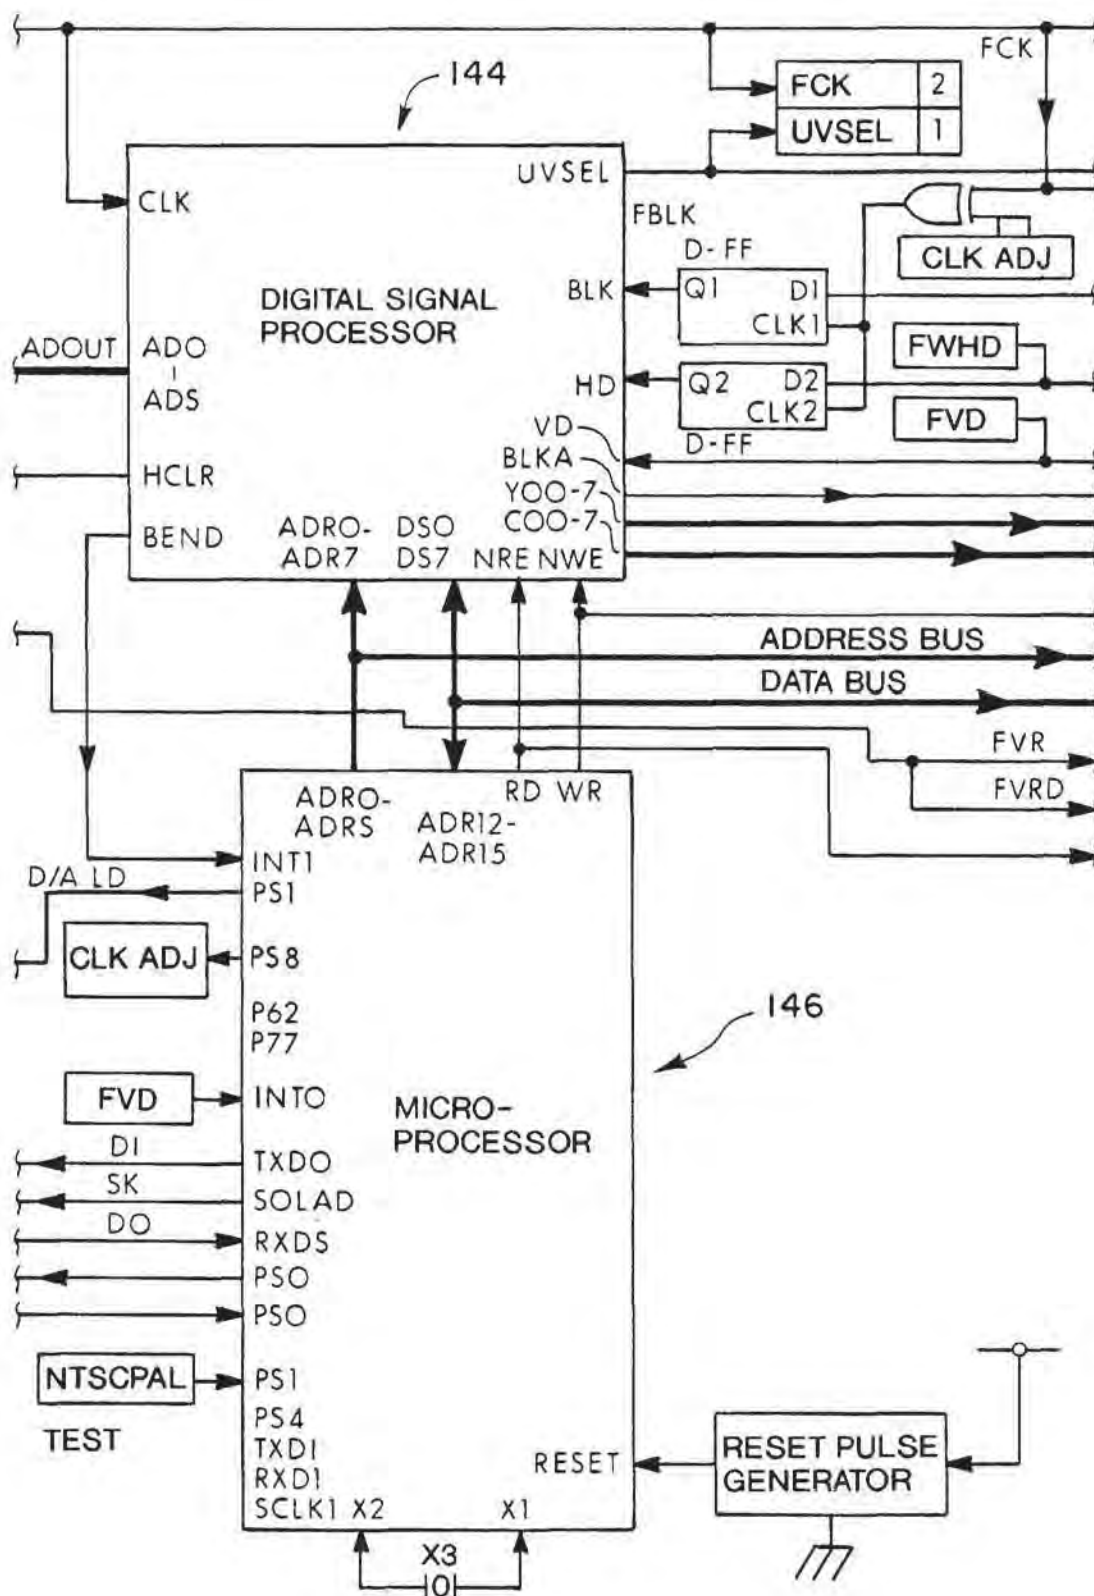 FCK
144
FCK 2
UVSEL 1
UVSEL
CLK
FBLK
D-FF
CLK ADJ
DIGITAL SIGNAL
PROCESSOR
BLK
Q1 D1
CLK1
ADOUT
ADO
ADS
FWHD
HD
Q2 D2
CLK2
FVD
VD
D-FF
BLKA
HCLR
YOO-7
COO-7
BEND
ADRO-
ADR7
DSO
DS7
NRE NWE
ADDRESS BUS
DATA BUS
FVR
FVRD
RD WR
ADRO-
ADRS
ADR12-
ADR15
INT1
D/A LD
PS1
CLK ADJ
PS8
146
P62
P77
FVD
INTO
MICRO-
PROCESSOR
DI
TXDO
SK
SOLAD
DO
RXDS
PSO
PSO
NTSCPAL
PS1
TEST
PS4
TXD1
RXD1
SCLK1 X2 X1
RESET
RESET PULSE
GENERATOR
X3